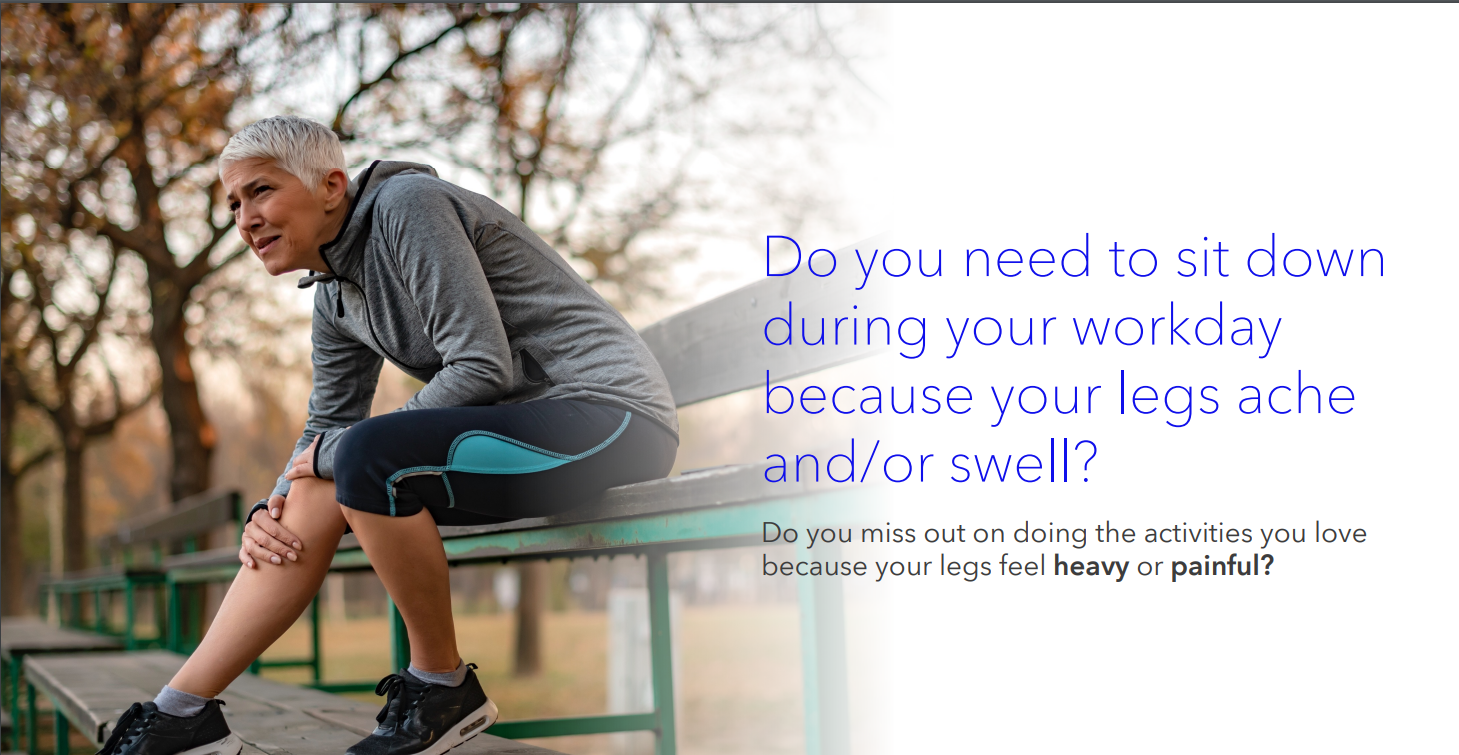 Do you need to sit down
during your workday
because your legs ache
and/or swell?
Do you miss out on doing the activities you love
because your legs feel heavy or painful?